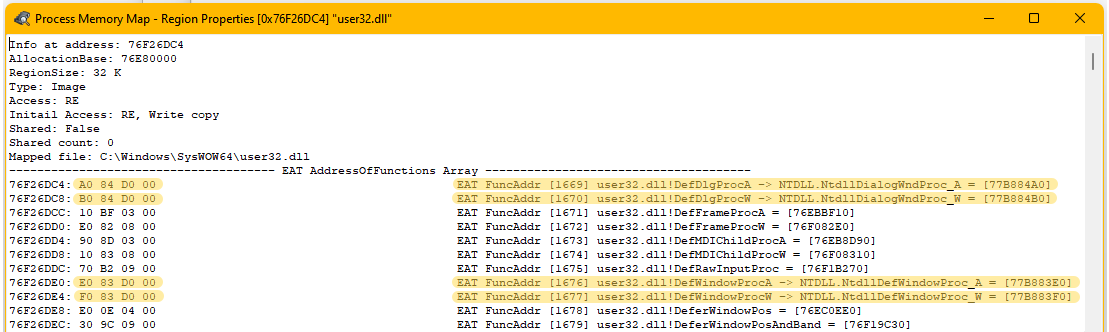 Process Memory Map - Region Properties [0x76F26DC4] "user32.dll"
Info at address: 76F26DC4
AllocationBase: 76E80000
RegionSize: 32 K
Type: Image
Access: RE
Initail Access: RE, Write copy
Shared: False
Shared count: 0
Mapped file: C:\Windows\SysWOW64\user32.dll
------------------------------------ EAT AddressOfFunctions Array ------------------------------------
76F26DC4: A0 84 D0 00 EAT FuncAddr [1669] user32.dll!DefDlgProcA -> NTDLL.NtdllDialogWndProc_A = [77B884A0]
76F26DC8: B0 84 D0 00 EAT FuncAddr [1670] user32.dll!DefDlgProcW -> NTDLL.NtdllDialogWndProc_W = [77B884B0]
76F26DCC: 10 BF 03 00 EAT FuncAddr [1671] user32.dll!DefFrameProcA = [76EBBF10]
76F26DD0: E0 82 08 00 EAT FuncAddr [1672] user32.dll!DefFrameProcW = [76F082E0]
76F26DD4: 90 8D 03 00 EAT FuncAddr [1673] user32.dll!DefMDIChildProcA = [76EB8D90]
76F26DD8: 10 83 08 00 EAT FuncAddr [1674] user32.dll!DefMDIChildProcW = [76F08310]
76F26DDC: 70 B2 09 00 EAT FuncAddr [1675] user32.dll!DefRawInputProc = [76F1B270]
76F26DE0: E0 83 D0 00 EAT FuncAddr [1676] user32.dll!DefWindowProcA -> NTDLL.NtdllDefWindowProc_A = [77B883E0]
76F26DE4: F0 83 D0 00 EAT FuncAddr [1677] user32.dll!DefWindowProcW -> NTDLL.NtdllDefWindowProc_W = [77B883F0]
76F26DE8: E0 0E 04 00 EAT FuncAddr [1678] user32.dll!DeferWindowPos = [76EC0EE0]
76F26DEC: 30 9C 09 00 EAT FuncAddr [1679] user32.dll!DeferWindowPosAndBand = [76F19C30]